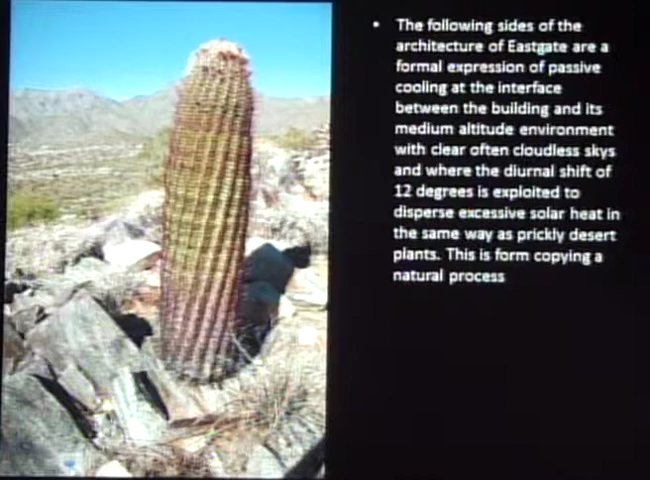 • The following sides of the
architecture of Eastgate are a
formal expression of passive
cooling at the interface
between the building and its
medium altitude environment
with clear often cloudless skys
and where the diurnal shift of
12 degrees is exploited to
disperse excessive solar heat in
the same way as prickly desert
plants. This is form copying a
natural process